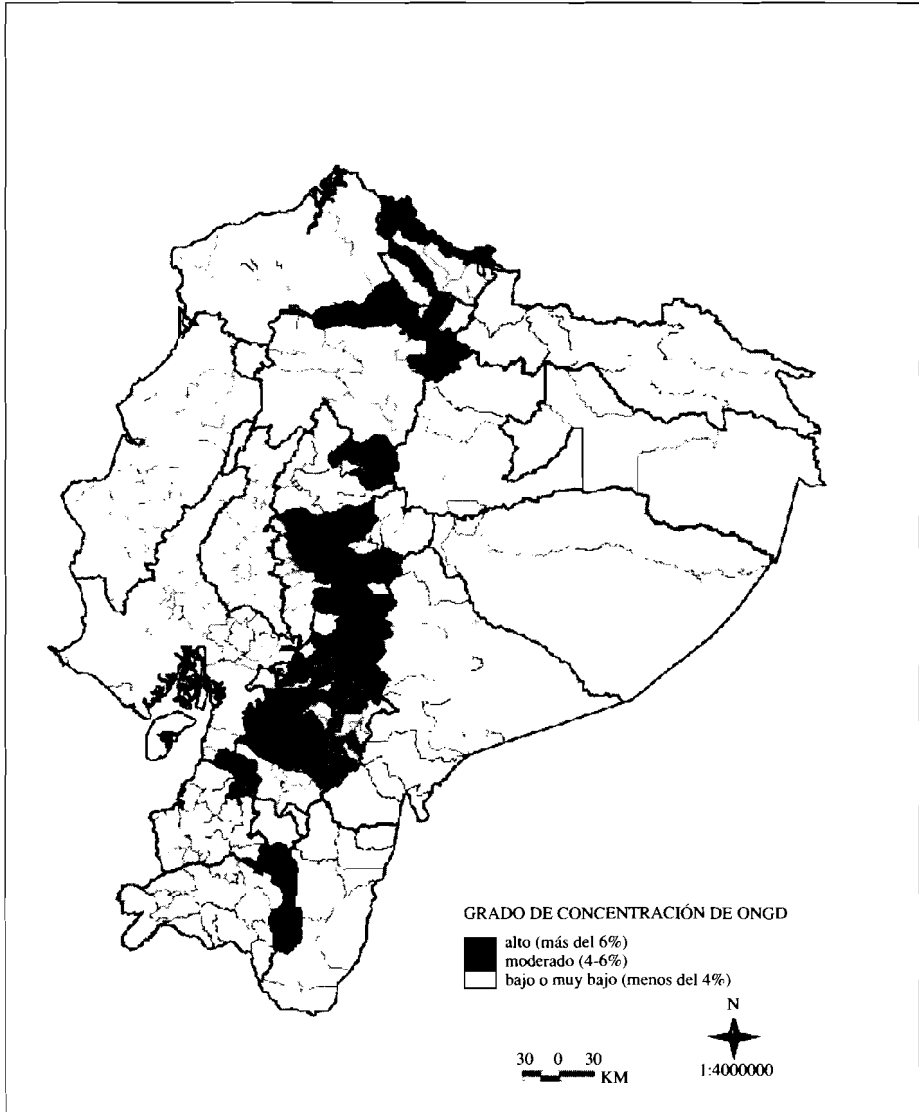 GRADO DE CONCENTRACIÓN DE ONGD
alto (más del 6%)
moderado (4-6%)
bajo o muy bajo (menos del 4%)
N
30 0 30
KM
1:4000000